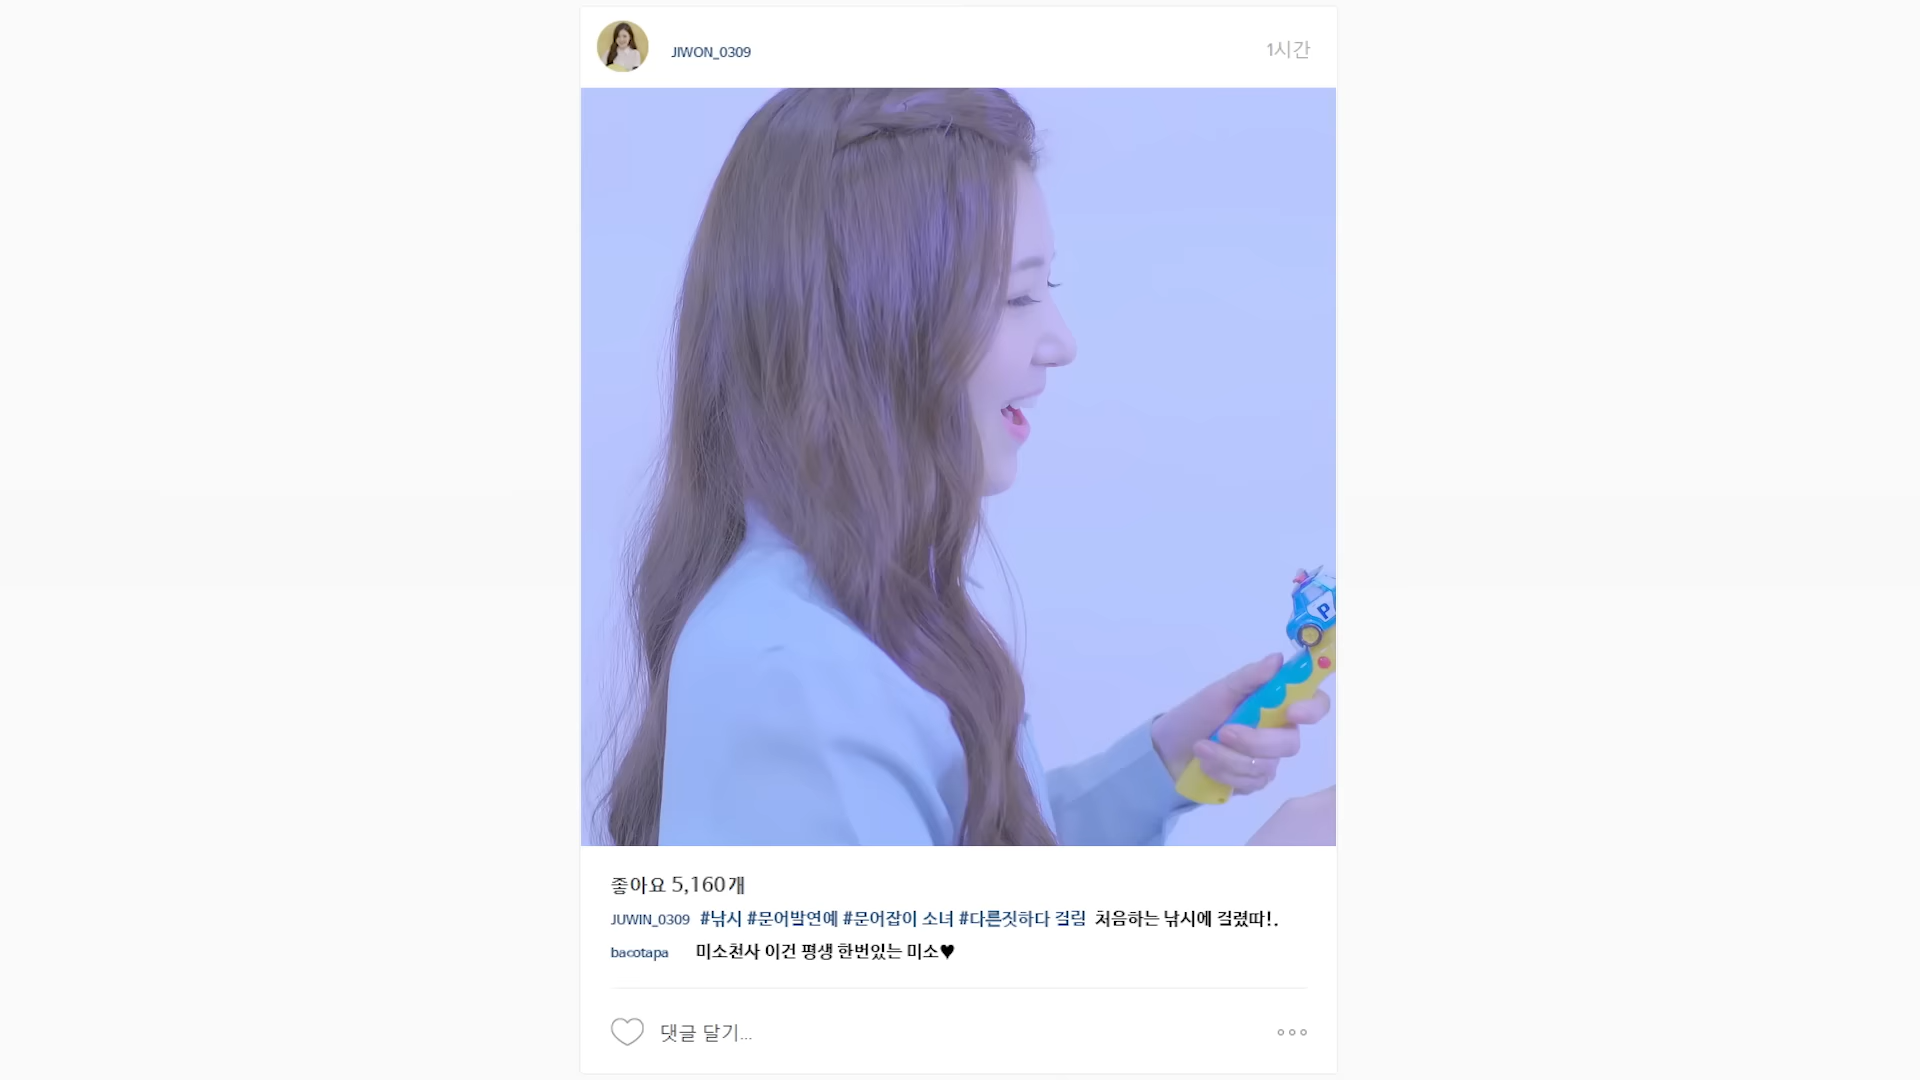 JIWON_0309
1시간
P
좋아요 5,160개
JUWIN_0309 #낚시 #문어발연예 #문어잡이 소녀 #다른짓하다 걸림 처음하는 낚시에 걸렸따!.
bacotapa 미소천사 이건 평생 한번있는 미소♥
댓글 달기...